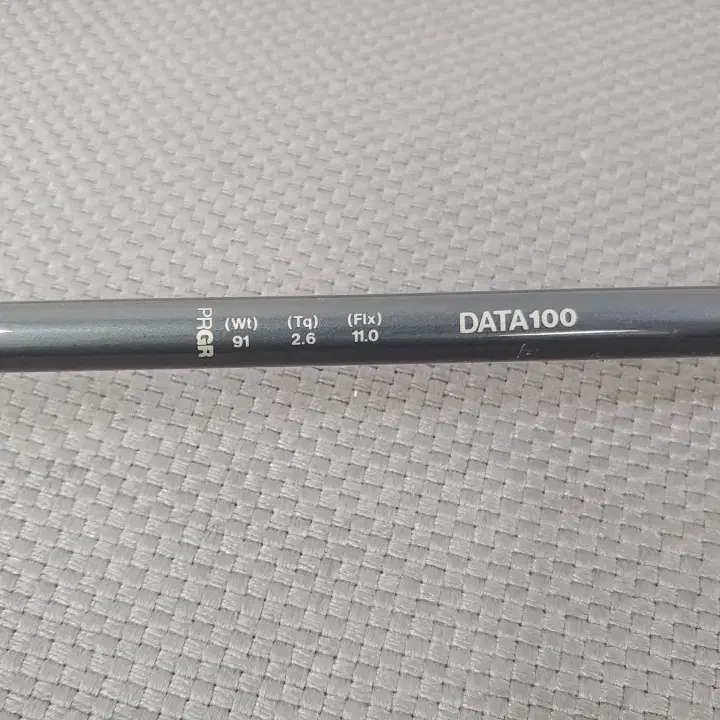 PRGR
(Wt) (Tq) (Flx)
91 2.6 11.0
DATA100